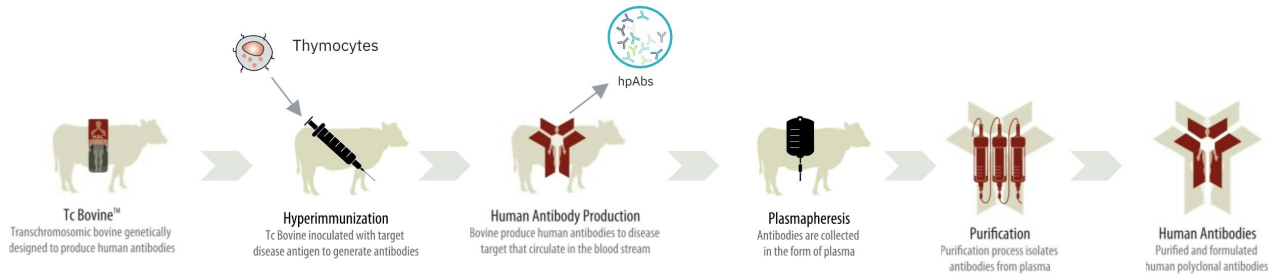 Thymocytes
hpAbs
HAC
Tc Bovine™
Transchromosomic bovine genetically
designed to produce human antibodies
Hyperimmunization
Tc Bovine inoculated with target
disease antigen to generate antibodies
Human Antibody Production
Bovine produce human antibodies to disease
target that circulate in the blood stream
Plasmapheresis
Antibodies are collected
in the form of plasma
Purification
Purification process isolates
antibodies from plasma
Human Antibodies
Purified and formulated
human polyclonal antibodies